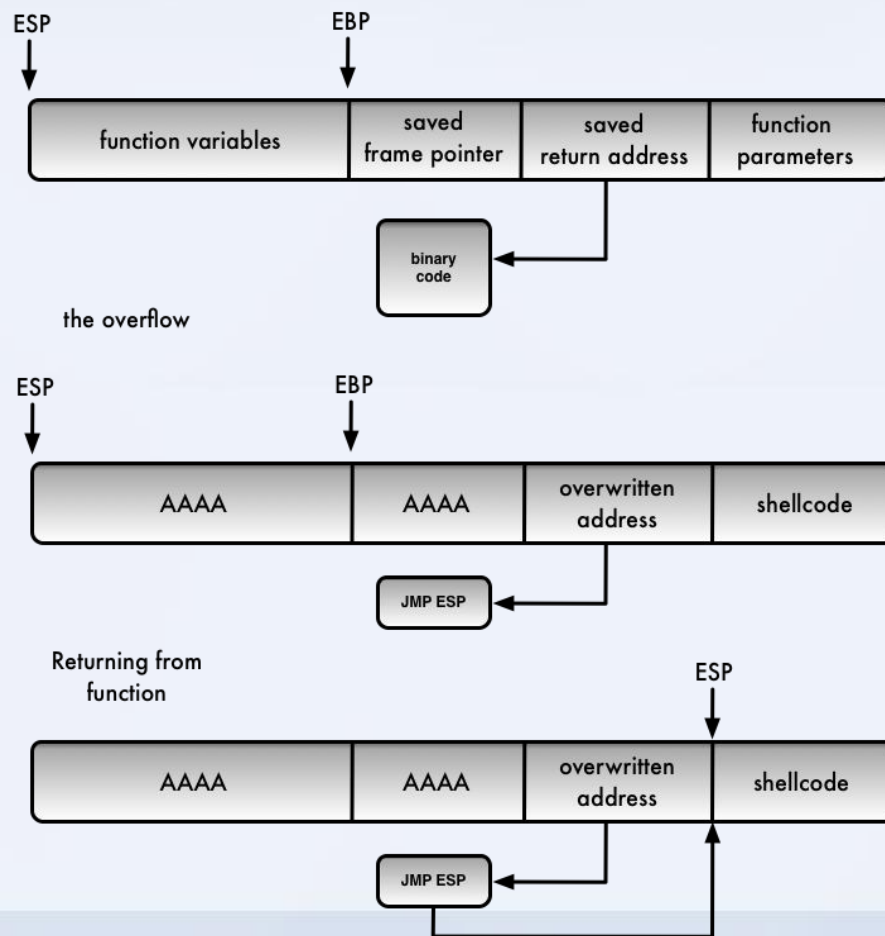 ESP
EBP
function variables
saved
frame pointer
saved
return address
function
parameters
binary
code
the overflow
ESP
EBP
AAAA
AAAA
overwritten
address
shellcode
JMP ESP
Returning from
function
ESP
AAAA
AAAA
overwritten
address
shellcode
JMP ESP